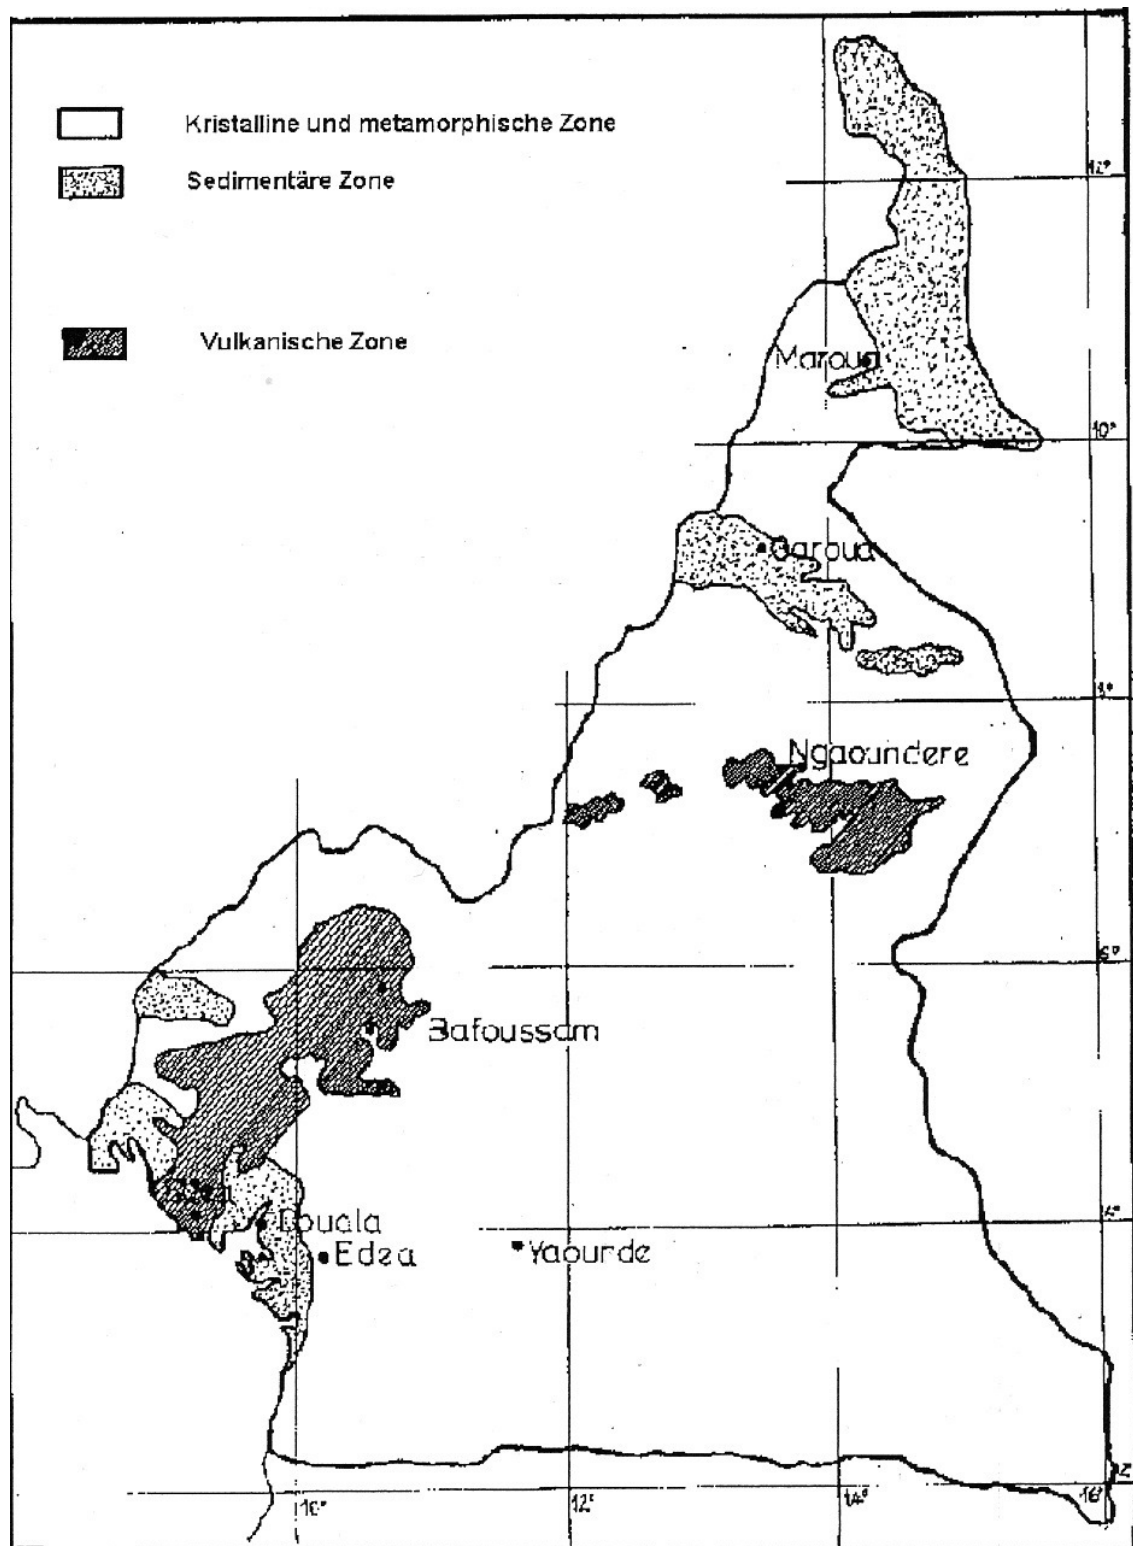 Kristalline und metamorphische Zone
Sedimentäre Zone
Vulkanische Zone
12°
Maroua
10°
Garoua
8°
Ngaoundere
6°
Bafoussam
Douala
4°
Edea
Yaounde
2°
10°
12°
14°
16°